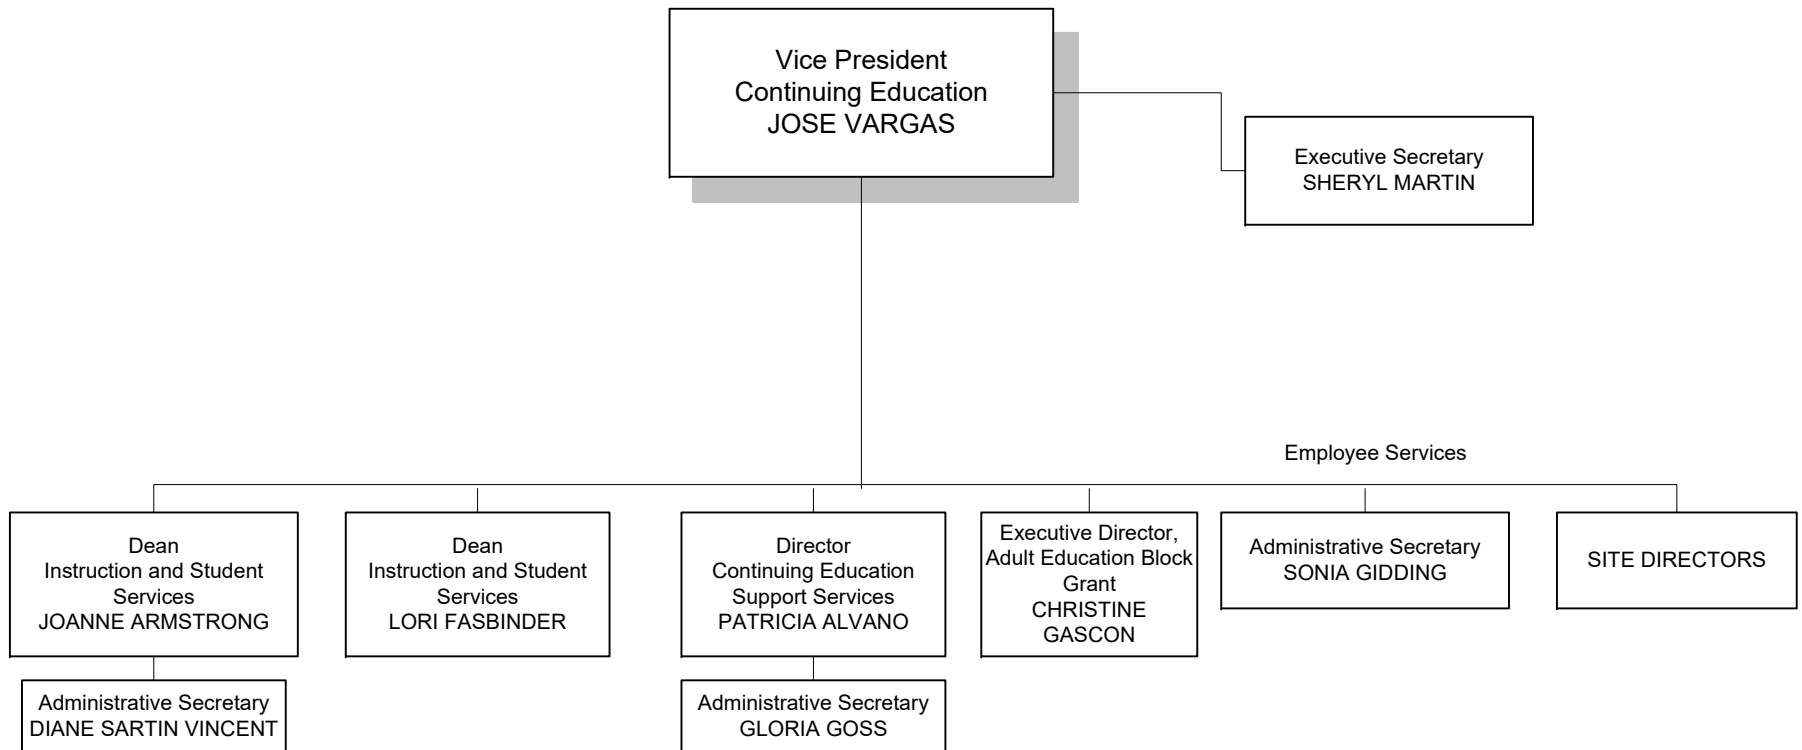 Vice President
Continuing Education
JOSE VARGAS
Executive Secretary
SHERYL MARTIN
Employee Services
Dean
Instruction and Student
Services
JOANNE ARMSTRONG
Dean
Instruction and Student
Services
LORI FASBINDER
Director
Continuing Education
Support Services
PATRICIA ALVANO
Executive Director,
Adult Education Block
Grant
CHRISTINE
GASCON
Administrative Secretary
SONIA GIDDING
SITE DIRECTORS
Administrative Secretary
DIANE SARTIN VINCENT
Administrative Secretary
GLORIA GOSS